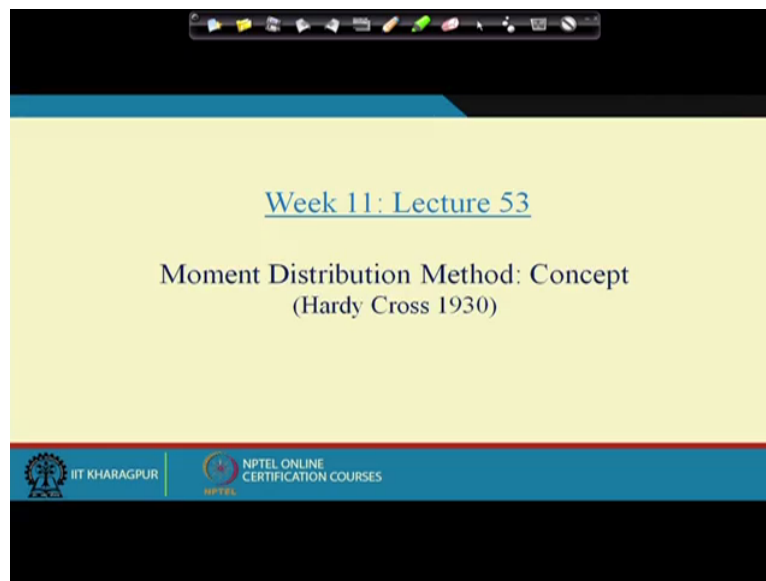 Week 11: Lecture 53
Moment Distribution Method: Concept
(Hardy Cross 1930)
IIT KHARAGPUR
NPTEL ONLINE
CERTIFICATION COURSES
NPTEL